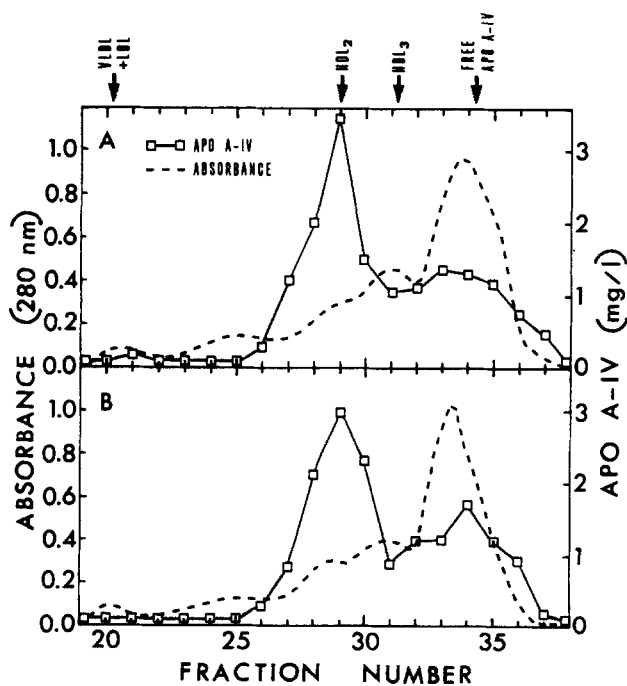 VLDL
+LDL
HDL2
HDL3
FREE
APO A-IV
A
APO A-IV
ABSORBANCE
1.0
0.8
0.6
0.4
0.2
0.0
3
2
1
0
B
1.0
0.8
0.6
0.4
0.2
0.0
3
2
1
0
ABSORBANCE (280 nm)
APO A-IV (mg/l)
20 25 30 35
FRACTION NUMBER